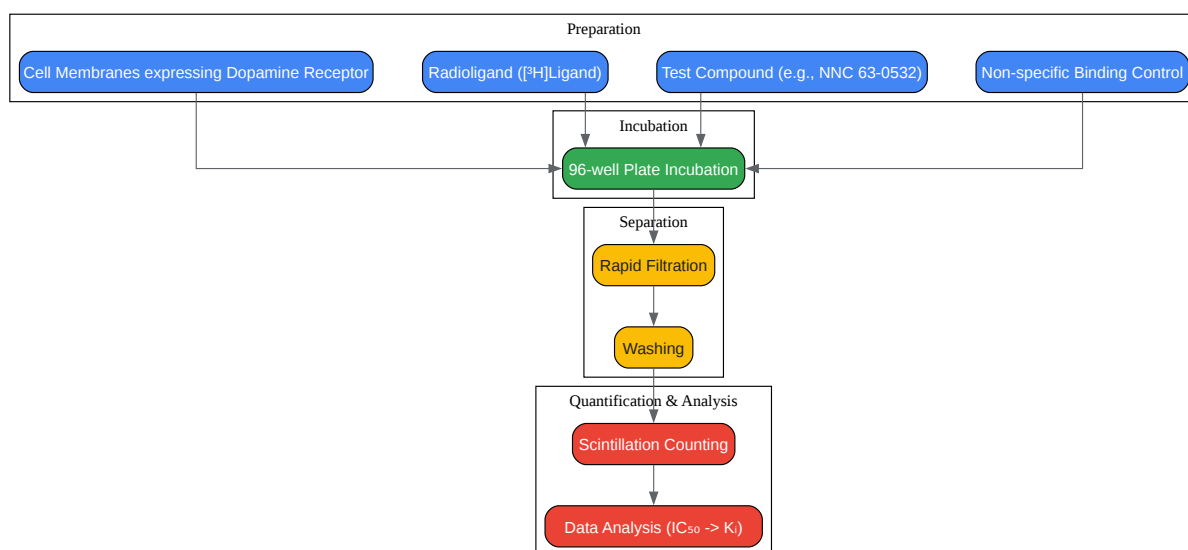 Preparation
Cell Membranes expressing Dopamine Receptor
Radioligand ([³H]Ligand)
Test Compound (e.g., NNC 63-0532)
Non-specific Binding Control
Incubation
96-well Plate Incubation
Separation
Rapid Filtration
Washing
Quantification & Analysis
Scintillation Counting
Data Analysis (IC₅₀ -> Kᵢ)